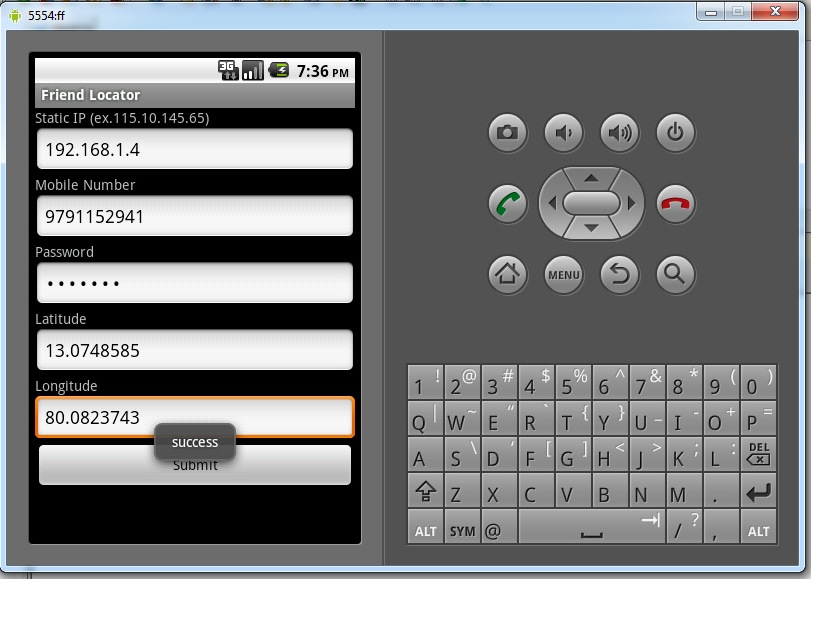 5554:ff
3G 7:36 PM
Friend Locator
Static IP (ex.115.10.145.65)
192.168.1.4
Mobile Number
9791152941
Password
•••••••
Latitude
13.0748585
Longitude
80.0823743
success
Submit
MENU
1 ! 2 @ 3 # 4 $ 5 % 6 ^ 7 & 8 * 9 ( 0 )
Q | W ~ E “ R ` T { Y } U _ I - O + P =
A S \ D ‘ F [ G ] H < J > K ; L : DEL
Z X C V B N M .
ALT SYM @ / ? , ALT